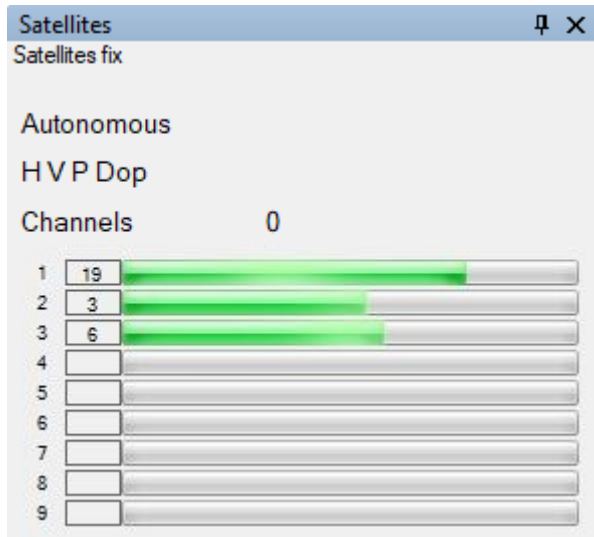 Satellites
Satellites fix
Autonomous
H V P Dop
Channels 0
1 19
2 3
3 6
4
5
6
7
8
9